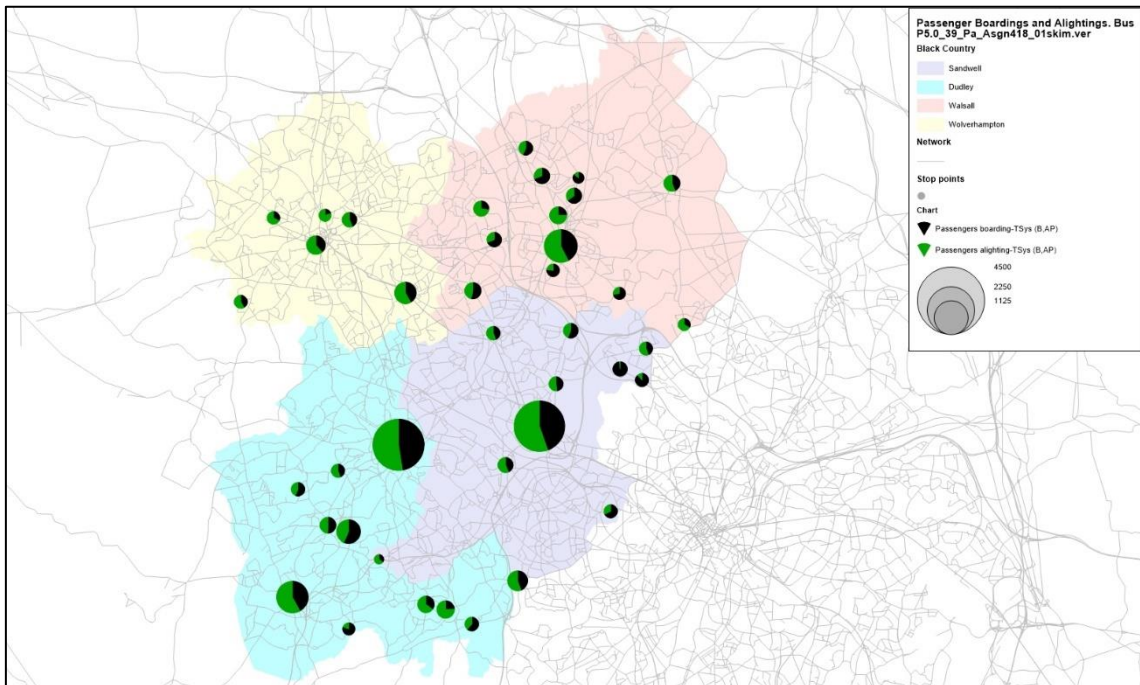 Passenger Boardings and Alightings. Bus
P5.0_39_Pa_Asgn418_01skim.ver
Black Country
Sandwell
Dudley
Walsall
Wolverhampton
Network
Stop points
Chart
Passengers boarding-TSys (B,AP)
Passengers alighting-TSys (B,AP)
4500
2250
1125